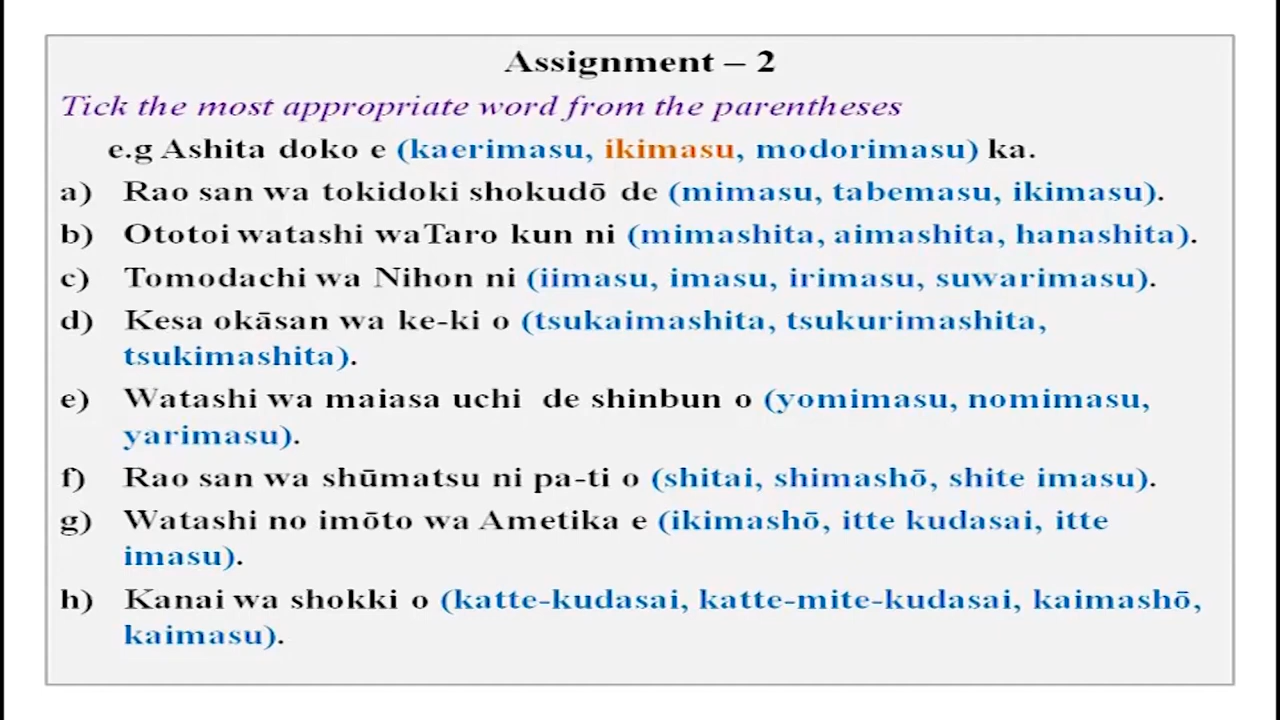 Assignment – 2
Tick the most appropriate word from the parentheses
e.g Ashita doko e (kaerimasu, ikimasu, modorimasu) ka.
a) Rao san wa tokidoki shokudō de (mimasu, tabemasu, ikimasu).
b) Ototoi watashi waTaro kun ni (mimashita, aimashita, hanashita).
c) Tomodachi wa Nihon ni (iimasu, imasu, irimasu, suwarimasu).
d) Kesa okāsan wa ke-ki o (tsukaimashita, tsukurimashita,
tsukimashita).
e) Watashi wa maiasa uchi de shinbun o (yomimasu, nomimasu,
yarimasu).
f) Rao san wa shūmatsu ni pa-ti o (shitai, shimashō, shite imasu).
g) Watashi no imōto wa Ametika e (ikimashō, itte kudasai, itte
imasu).
h) Kanai wa shokki o (katte-kudasai, katte-mite-kudasai, kaimashō,
kaimasu).